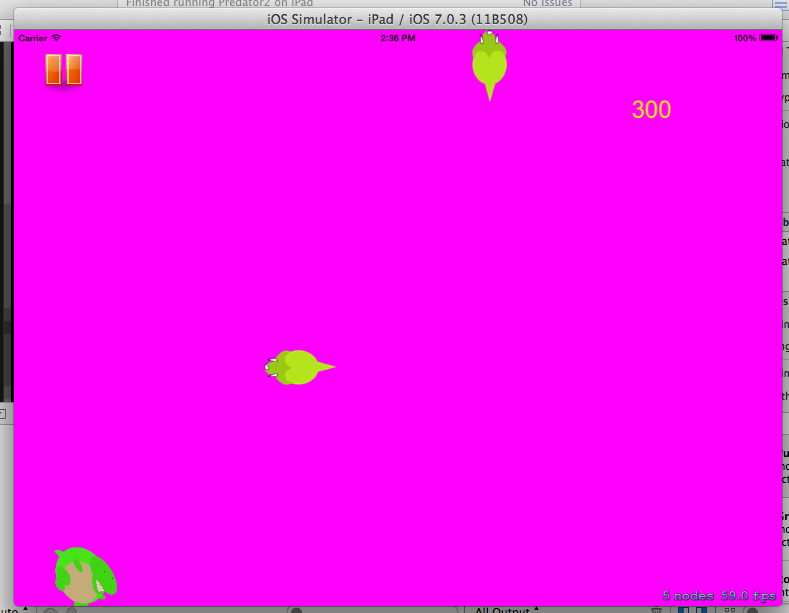 Finished running Predator2 on iPad
No Issues
iOS Simulator – iPad / iOS 7.0.3 (11B508)
Carrier
2:36 PM
100%
300
5 nodes 59.0 fps
All Output